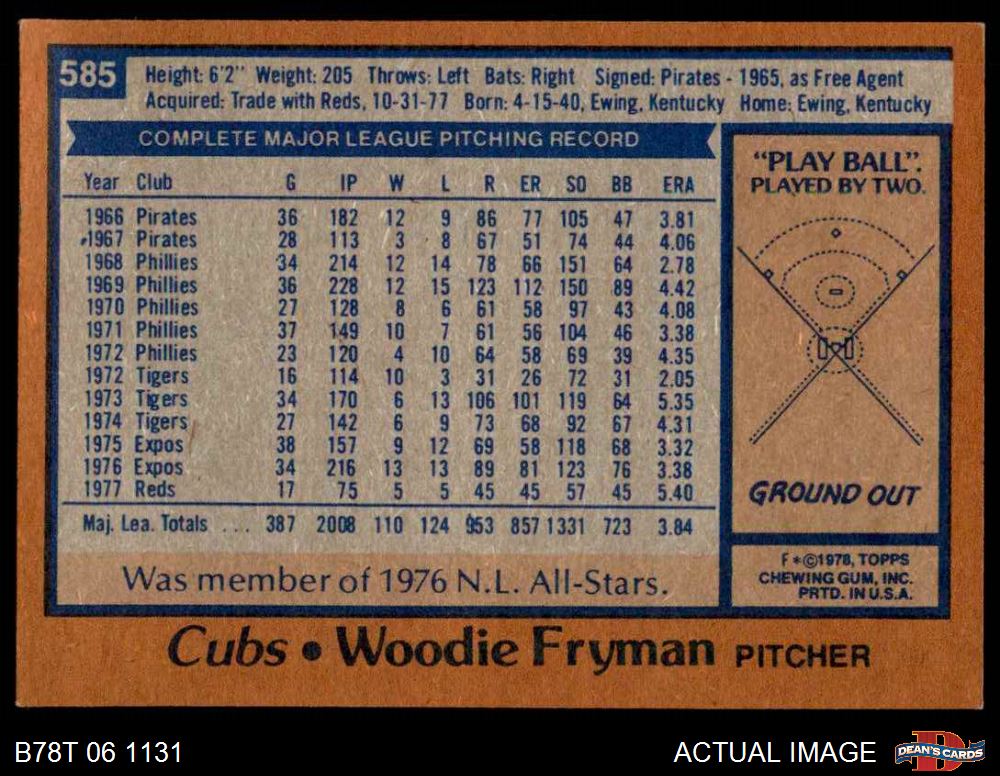 585
Height: 6'2" Weight: 205 Throws: Left Bats: Right Signed: Pirates - 1965, as Free Agent
Acquired: Trade with Reds, 10-31-77 Born: 4-15-40, Ewing, Kentucky Home: Ewing, Kentucky
COMPLETE MAJOR LEAGUE PITCHING RECORD
Year Club G IP W L R ER SO BB ERA
1966 Pirates 36 182 12 9 86 77 105 47 3.81
1967 Pirates 28 113 3 8 67 51 74 44 4.06
1968 Phillies 34 214 12 14 78 66 151 64 2.78
1969 Phillies 36 228 12 15 123 112 150 89 4.42
1970 Phillies 27 128 8 6 61 58 97 43 4.08
1971 Phillies 37 149 10 7 61 56 104 46 3.38
1972 Phillies 23 120 4 10 64 58 69 39 4.35
1972 Tigers 16 114 10 3 31 26 72 31 2.05
1973 Tigers 34 170 6 13 106 101 119 64 5.35
1974 Tigers 27 142 6 9 73 68 92 67 4.31
1975 Expos 38 157 9 12 69 58 118 68 3.32
1976 Expos 34 216 13 13 89 81 123 76 3.38
1977 Reds 17 75 5 5 45 45 57 45 5.40
Maj. Lea. Totals ... 387 2008 110 124 953 857 1331 723 3.84
Was member of 1976 N.L. All-Stars.
"PLAY BALL".
PLAYED BY TWO.
GROUND OUT
F*©1978, TOPPS
CHEWING GUM, INC.
PRTD. IN U.S.A.
Cubs • Woodie Fryman PITCHER
B78T 06 1131
ACTUAL IMAGE
DEAN'S CARDS